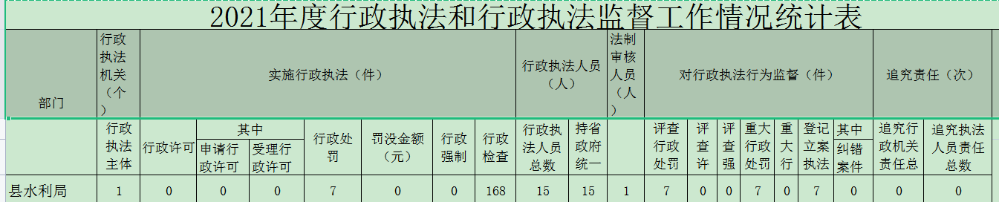 2021年度行政执法和行政执法监督工作情况统计表
部门
行政
执法
机关
（个
）
实施行政执法（件）
行政执法人员
（人）
法制
审核
人员
（人
）
对行政执法行为监督（件）
追究责任（次）
行政
执法
主体
行政许可
其中
申请行
政许可
受理行
政许可
行政处
罚
罚没金额
（元）
行政
强制
行政
检查
行政执
法人员
总数
持省
政府
统一
评查
行政
处罚
评
查
许
评
查
强
重大
行政
处罚
重
大
行
登记
立案
执法
其中
纠错
案件
追究行
政机关
责任总
追究执法
人员责任
总数
县水利局 1 0 0 0 7 0 0 168 15 15 1 7 0 0 7 0 7 0 0 0